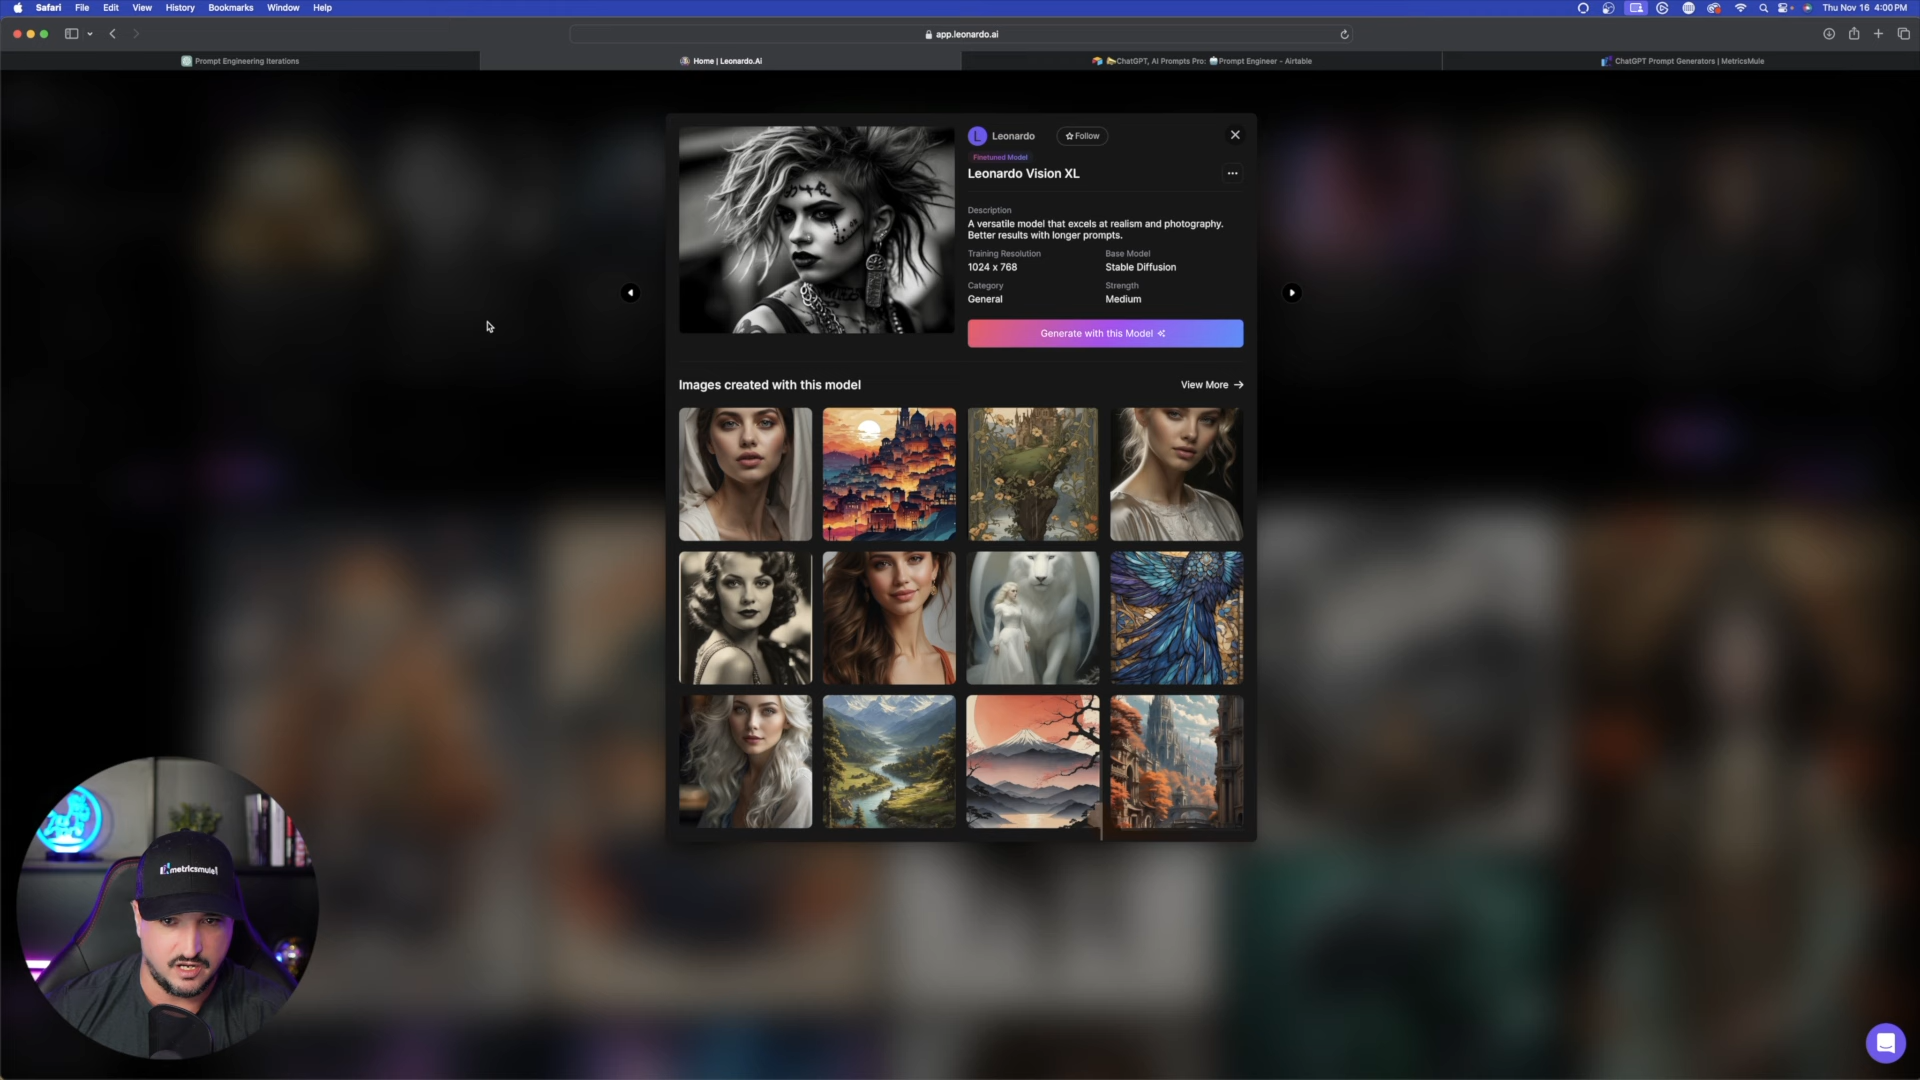 Safari File Edit View History Bookmarks Window Help
Thu Nov 16 4:00 PM
app.leonardo.ai
Prompt Engineering Iterations
Home | Leonardo.Ai
ChatGPT, AI Prompts Pro: Prompt Engineer - Airtable
ChatGPT Prompt Generators | MetricsMule
L Leonardo
Follow
Finetuned Model
Leonardo Vision XL
Description
A versatile model that excels at realism and photography.
Better results with longer prompts.
Training Resolution
Base Model
1024 x 768
Stable Diffusion
Category
Strength
General
Medium
Generate with this Model
Images created with this model
View More
metricsmule